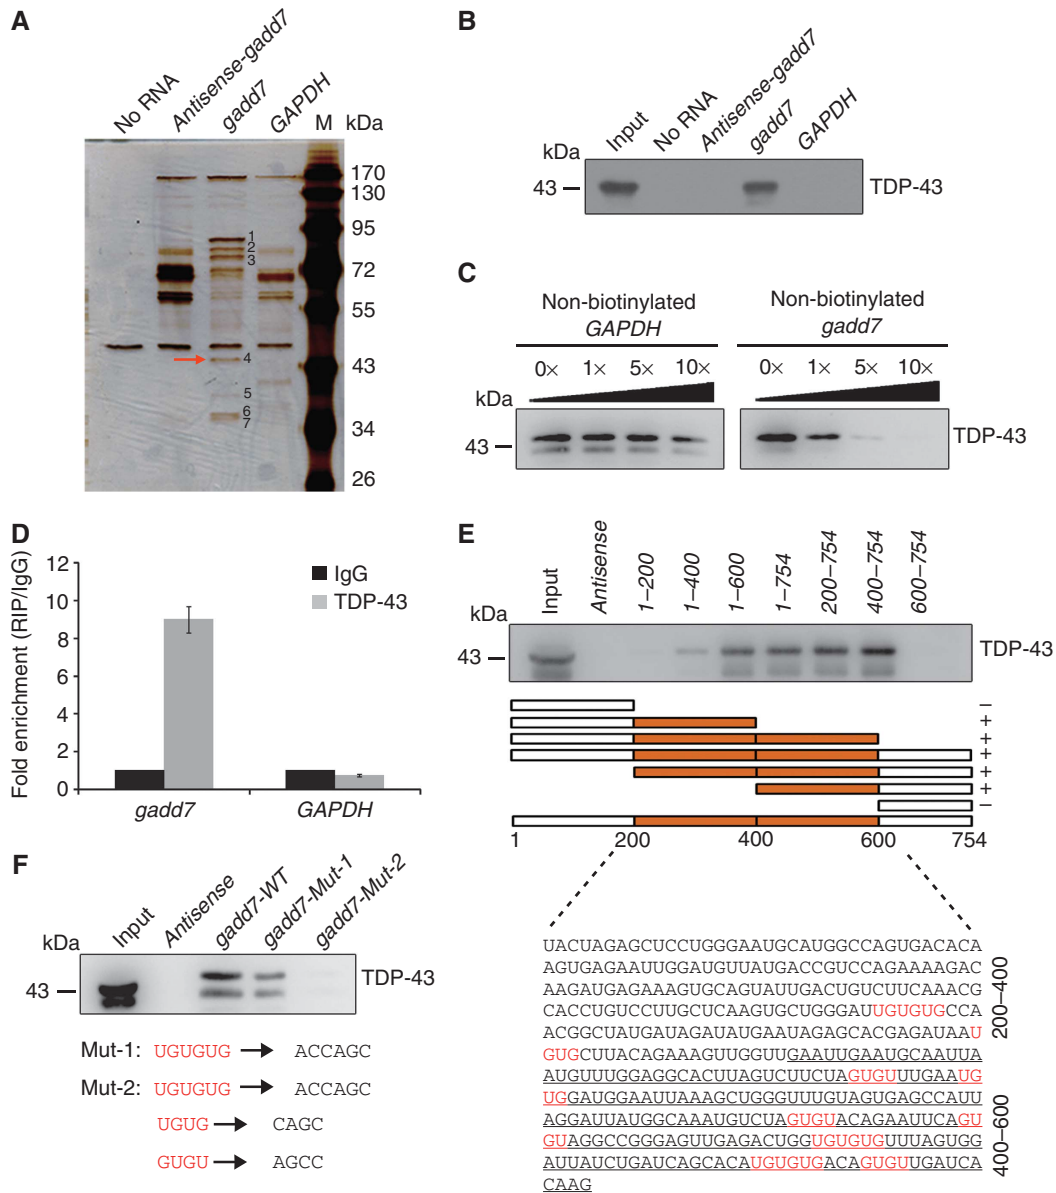 A
No RNA
Antisense-gadd7
gadd7
GAPDH
M
kDa
170
130
95
72
55
43
34
26
1
2
3
4
5
6
7
B
Input
No RNA
Antisense-gadd7
gadd7
GAPDH
kDa
43
TDP-43
C
Non-biotinylated
GAPDH
Non-biotinylated
gadd7
0× 1× 5× 10×
0× 1× 5× 10×
kDa
43
TDP-43
D
Fold enrichment (RIP/IgG)
12
10
8
6
4
2
0
IgG
TDP-43
gadd7
GAPDH
E
Input
Antisense
1–200
1–400
1–600
1–754
200–754
400–754
600–754
kDa
43
TDP-43
–
+
+
+
+
+
–
1 200 400 600 754
UACUAGAGCUCCUGGGAAUGCAUGGCCAGUGACACA
AGUGAGAAUUGGAUGUUAUGACCGUCCAGAAAAGAC
AAGAUGAGAAAGUGCAGUAUUGACUGUCUUCAAACG
CACCUGUCCUUGCUCAAGUGCUGGGAUUGUGUGCCA
ACGGCUAUGAUAGAUAUGAAUAGAGCACGAGAUAAU
GUGCUUACAGAAAGUUGGUUGAAUUGAAUGCAAUUA
AUGUUUGGAGGCACUUAGUCUUCUAGUGUUUGAAUG
UGGAUGGAAUUAAAGCUGGGUUUGUAGUGAGCCAUU
AGGAUUAUGGCAAAUGUCUAGUGUACAGAAUUCAGU
GUAGGCCGGGAGUUGAGACUGGUGUGUGUUUAGUGG
AUUAUCUGAUCAGCACAUGUGUGACAGUGUUUGAUCA
CAAG
200–400
400–600
F
Input
Antisense
gadd7-WT
gadd7-Mut-1
gadd7-Mut-2
kDa
43
TDP-43
Mut-1: UGUGUG ACCAGC
Mut-2: UGUGUG ACCAGC
UGUG CAGC
GUGU AGCC